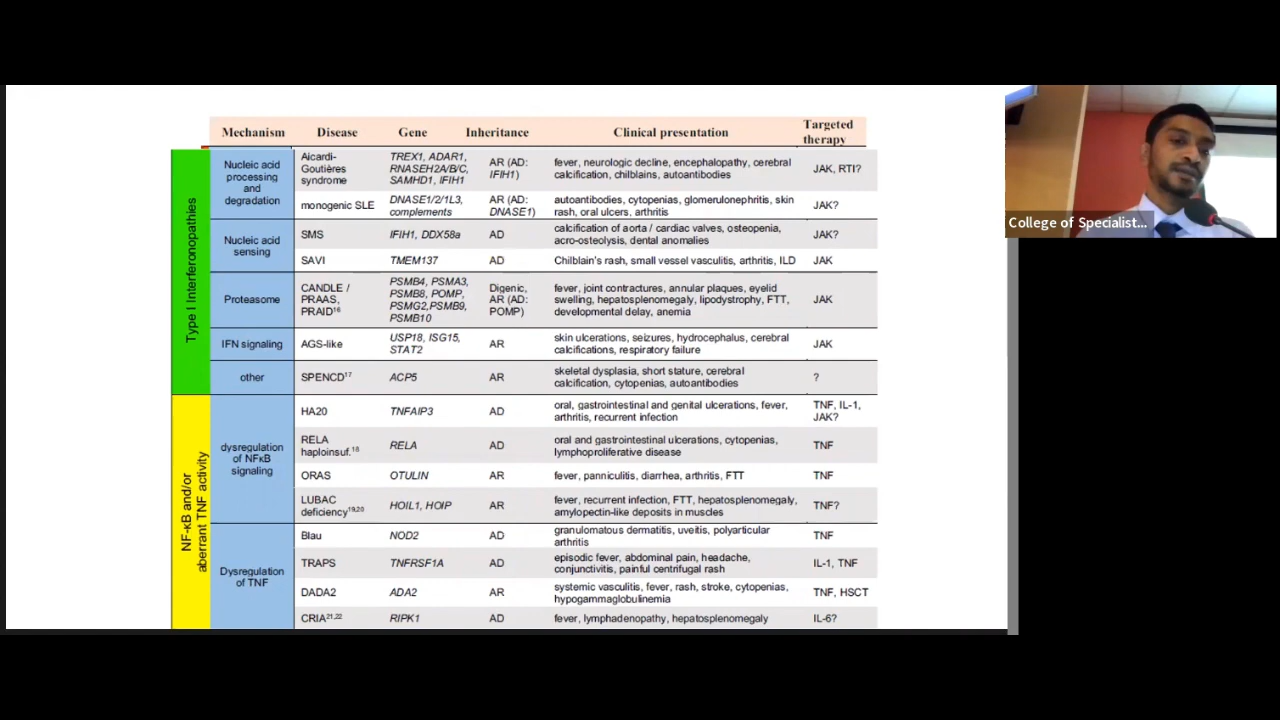 Mechanism Disease Gene Inheritance Clinical presentation Targeted therapy
Type I Interferonopathies
Nucleic acid processing and degradation
Aicardi-Goutières syndrome TREX1, ADAR1, RNASEH2A/B/C, SAMHD1, IFIH1 AR (AD: IFIH1) fever, neurologic decline, encephalopathy, cerebral calcification, chilblains, autoantibodies JAK, RTI?
monogenic SLE DNASE1/2/1L3, complements AR (AD: DNASE1) autoantibodies, cytopenias, glomerulonephritis, skin rash, oral ulcers, arthritis JAK?
Nucleic acid sensing
SMS IFIH1, DDX58a AD calcification of aorta / cardiac valves, osteopenia, acro-osteolysis, dental anomalies JAK?
SAVI TMEM137 AD Chilblain's rash, small vessel vasculitis, arthritis, ILD JAK
Proteasome
CANDLE / PRAAS, PRAID16 PSMB4, PSMA3, PSMB8, POMP, PSMG2,PSMB9, PSMB10 Digenic, AR (AD: POMP) fever, joint contractures, annular plaques, eyelid swelling, hepatosplenomegaly, lipodystrophy, FTT, developmental delay, anemia JAK
IFN signaling
AGS-like USP18, ISG15, STAT2 AR skin ulcerations, seizures, hydrocephalus, cerebral calcifications, respiratory failure JAK
other
SPENCD17 ACP5 AR skeletal dysplasia, short stature, cerebral calcification, cytopenias, autoantibodies ?
NF-κB and/or aberrant TNF activity
dysregulation of NFκB signaling
HA20 TNFAIP3 AD oral, gastrointestinal and genital ulcerations, fever, arthritis, recurrent infection TNF, IL-1, JAK?
RELA haploinsuf.18 RELA AD oral and gastrointestinal ulcerations, cytopenias, lymphoproliferative disease TNF
ORAS OTULIN AR fever, panniculitis, diarrhea, arthritis, FTT TNF
LUBAC deficiency19,20 HOIL1, HOIP AR fever, recurrent infection, FTT, hepatosplenomegaly, amylopectin-like deposits in muscles TNF?
Dysregulation of TNF
Blau NOD2 AD granulomatous dermatitis, uveitis, polyarticular arthritis TNF
TRAPS TNFRSF1A AD episodic fever, abdominal pain, headache, conjunctivitis, painful centrifugal rash IL-1, TNF
DADA2 ADA2 AR systemic vasculitis, fever, rash, stroke, cytopenias, hypogammaglobulinemia TNF, HSCT
CRIA21,22 RIPK1 AD fever, lymphadenopathy, hepatosplenomegaly IL-6?
College of Specialist...